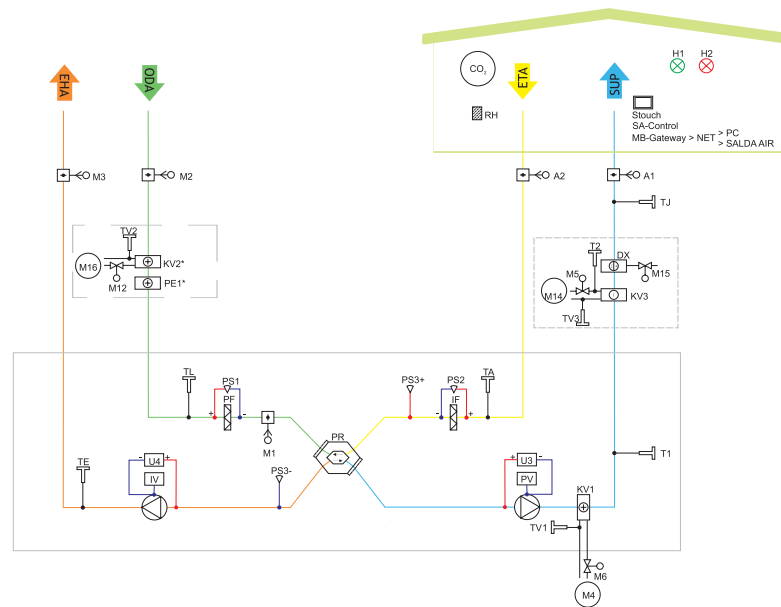 H1 H2
CO2
EHA ODA ETA SUP
RH
Stouch
SA-Control
MB-Gateway > NET > PC
> SALDA AIR
M3 M2 A2 A1
TJ
TV2
T2 DX
KV2*
M16
M12
PE1*
M5 M15
M14
KV3
TV3
TL PS1 PS3+ PS2 TA
PF IF
+ - - +
M1
PR
T1
TE
- U4 +
+ U3 -
IV
PS3-
PV
KV1
TV1
M6
M4